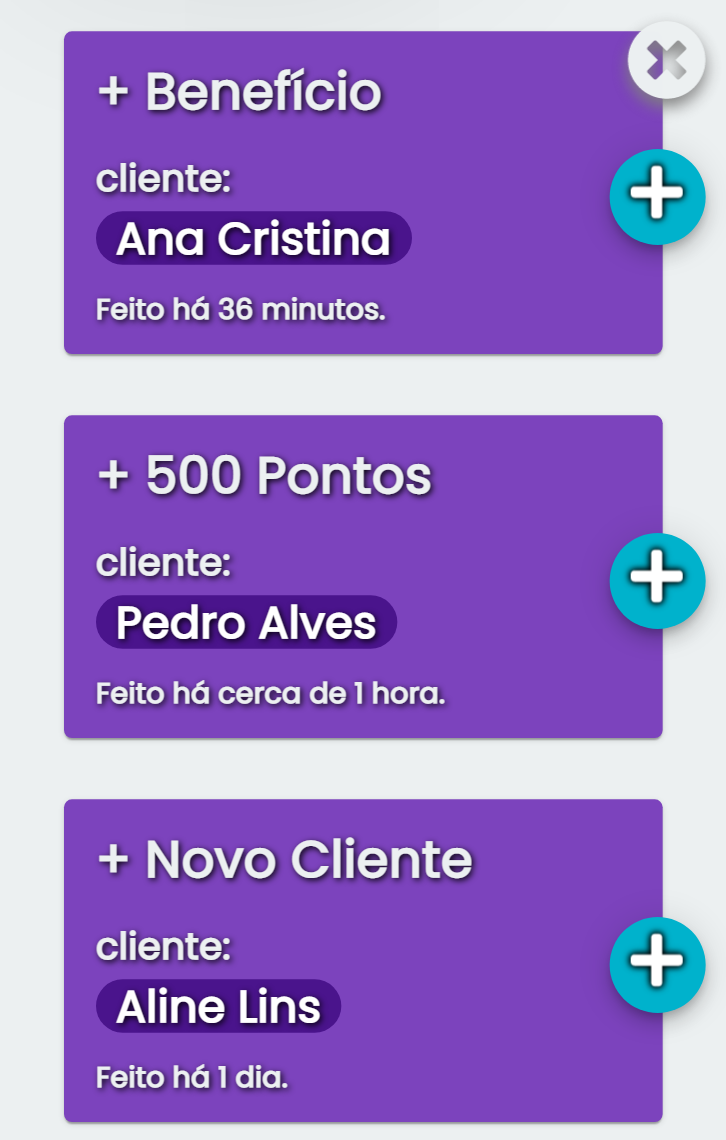 + Benefício
cliente:
Ana Cristina
Feito há 36 minutos.
+ 500 Pontos
cliente:
Pedro Alves
Feito há cerca de 1 hora.
+ Novo Cliente
cliente:
Aline Lins
Feito há 1 dia.